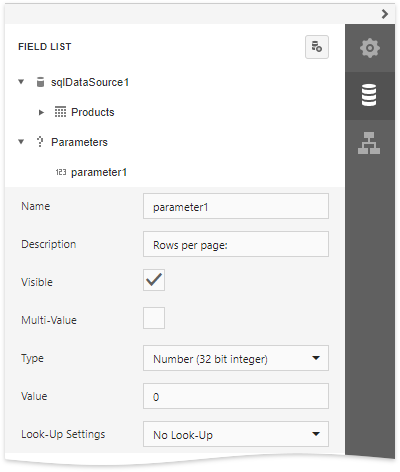 FIELD LIST
sqlDataSource1
Products
Parameters
123 parameter1
Name parameter1
Description Rows per page:
Visible
Multi-Value
Type Number (32 bit integer)
Value 0
Look-Up Settings No Look-Up